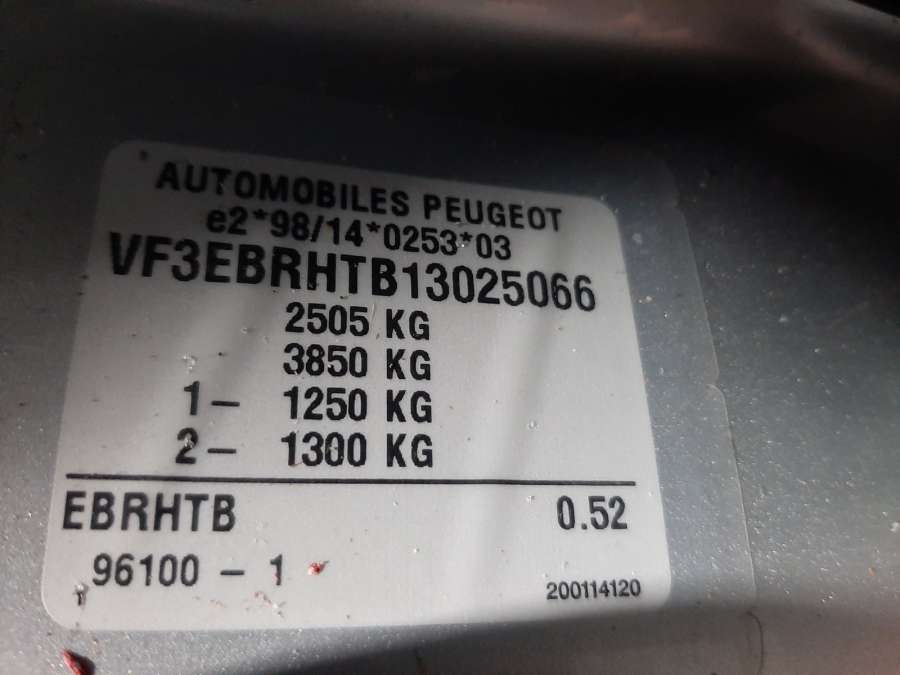 AUTOMOBILES PEUGEOT
e2*98/14*0253*03
VF3EBRHTB13025066
2505 KG
3850 KG
1- 1250 KG
2- 1300 KG
EBRHTB 0.52
96100 - 1
200114120